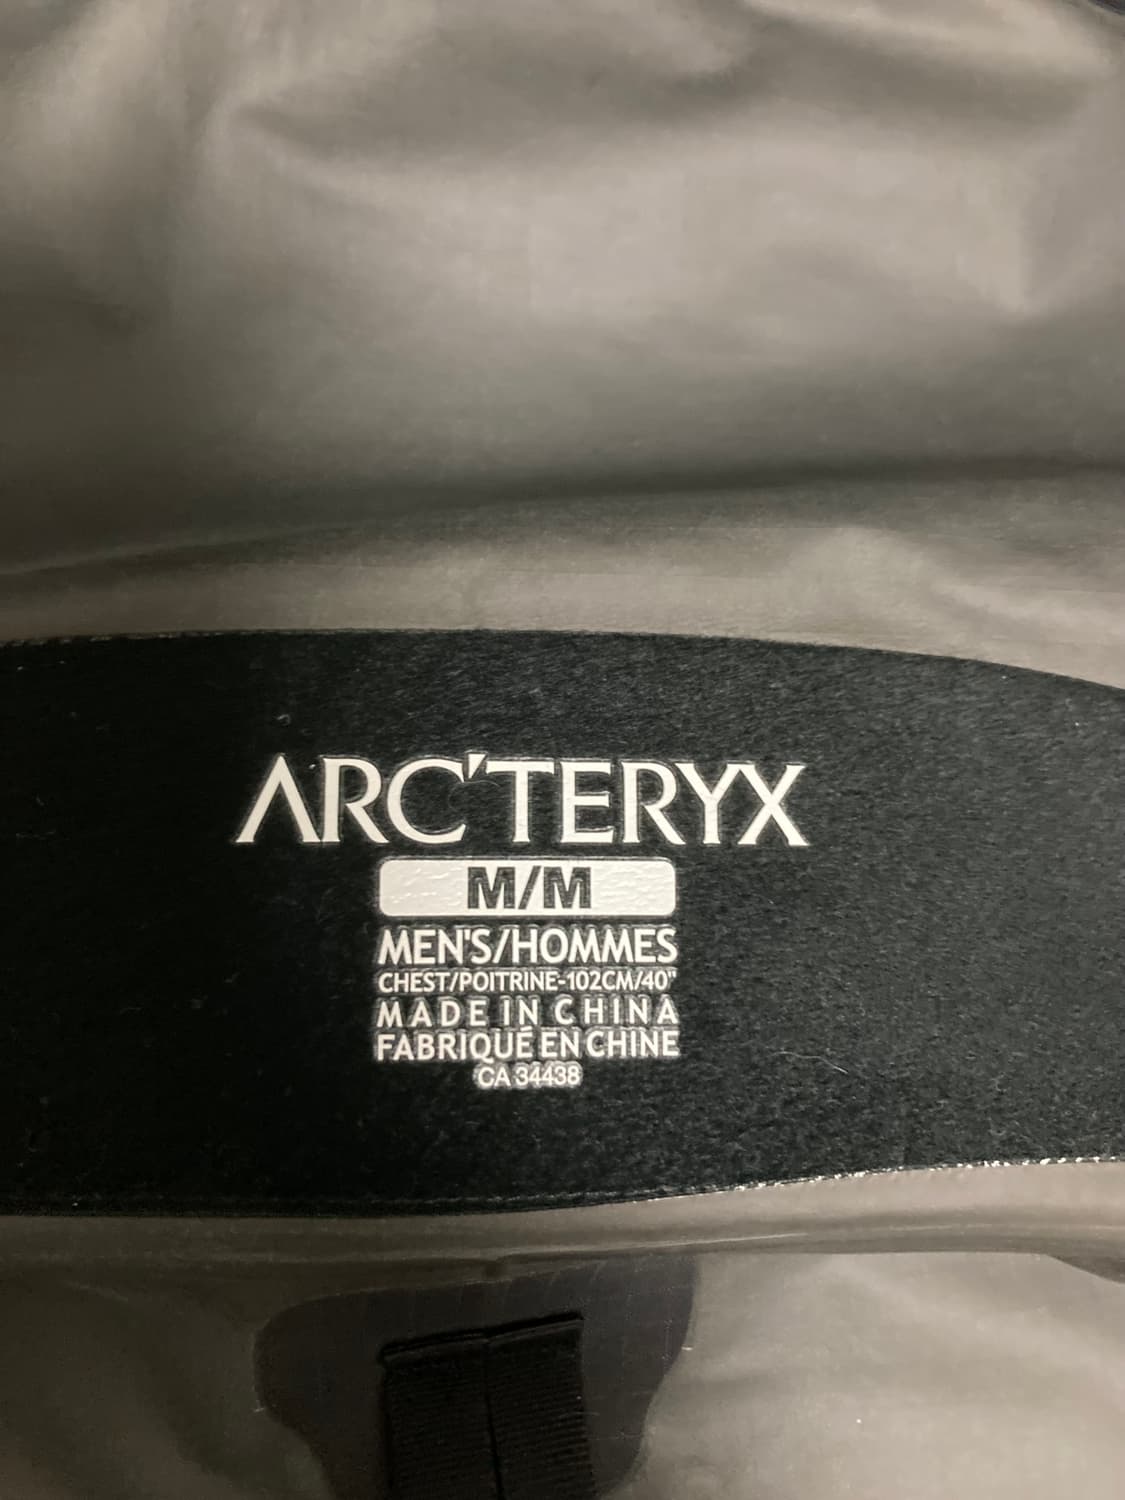 ARC'TERYX
M/M
MEN'S/HOMMES
CHEST/POITRINE-102CM/40"
MADE IN CHINA
FABRIQUÉ EN CHINE
CA 34438